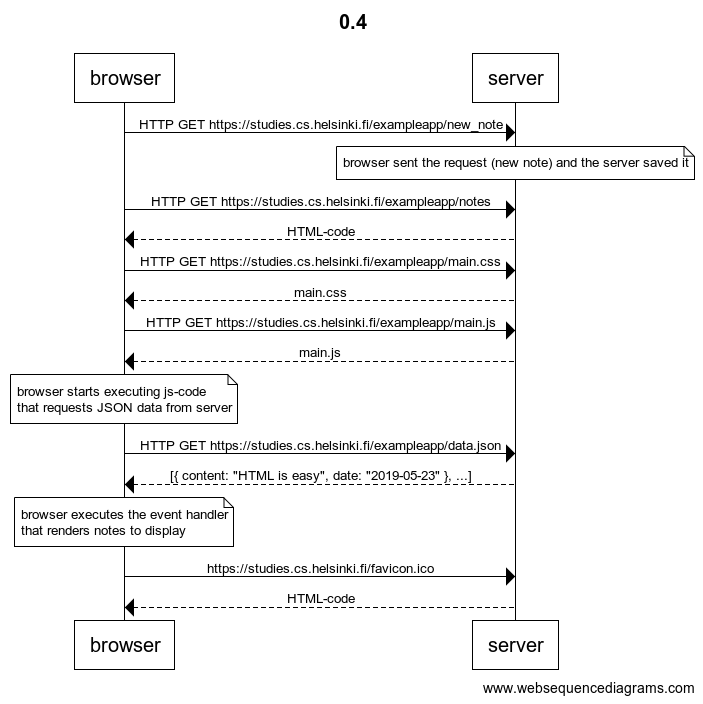 0.4
browser
server
HTTP GET https://studies.cs.helsinki.fi/exampleapp/new_note
browser sent the request (new note) and the server saved it
HTTP GET https://studies.cs.helsinki.fi/exampleapp/notes
HTML-code
HTTP GET https://studies.cs.helsinki.fi/exampleapp/main.css
main.css
HTTP GET https://studies.cs.helsinki.fi/exampleapp/main.js
main.js
browser starts executing js-code
that requests JSON data from server
HTTP GET https://studies.cs.helsinki.fi/exampleapp/data.json
[{ content: "HTML is easy", date: "2019-05-23" }, ...]
browser executes the event handler
that renders notes to display
https://studies.cs.helsinki.fi/favicon.ico
HTML-code
browser
server
www.websequencediagrams.com